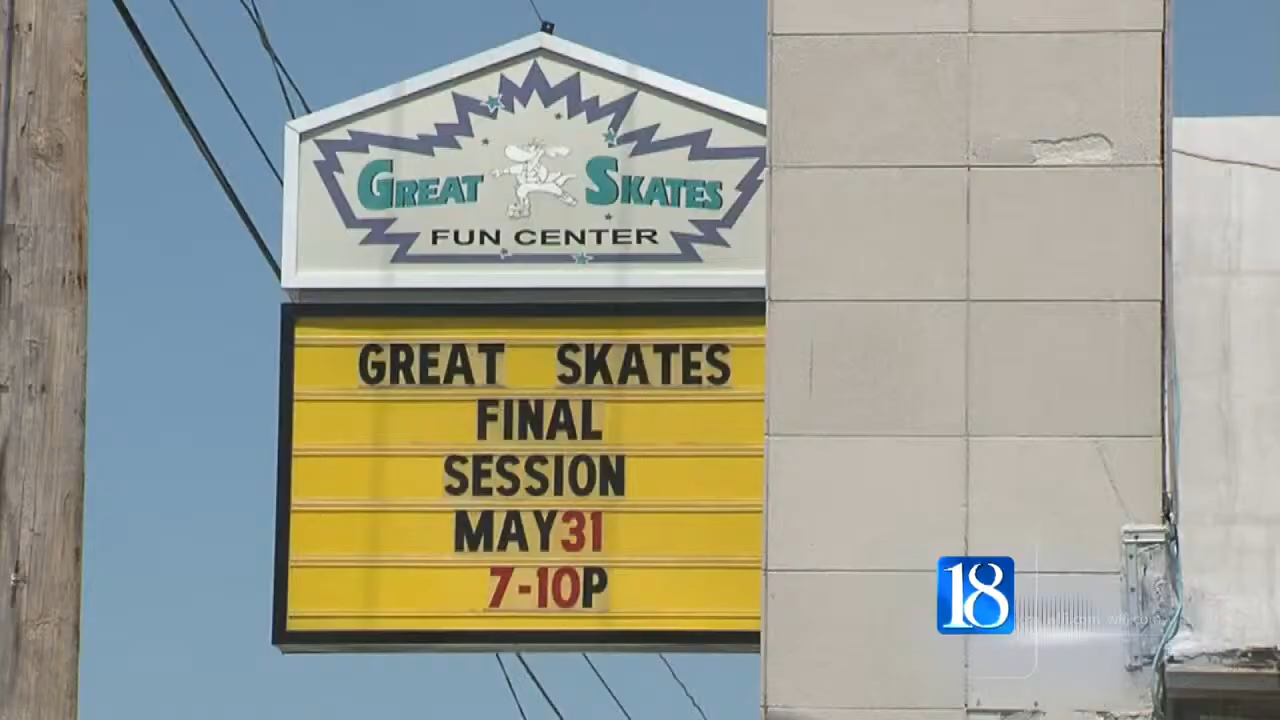 GREAT SKATES
FUN CENTER
GREAT SKATES
FINAL
SESSION
MAY31
7-10P
18